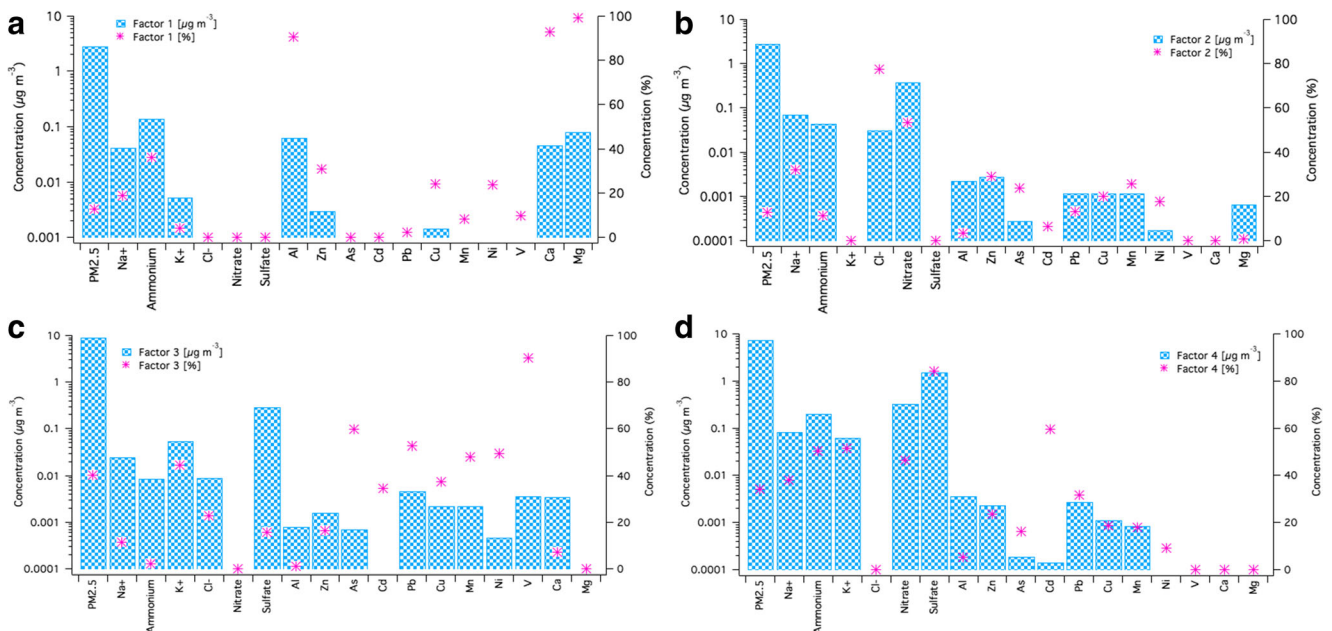 a
Factor 1 [µg m-3]
Factor 1 [%]
Concentration (µg m-3)
10
1
0.1
0.01
0.001
100
80
60
40
20
0
Concentration (%)
PM2.5
Na+
Ammonium
K+
Cl-
Nitrate
Sulfate
Al
Zn
As
Cd
Pb
Cu
Mn
Ni
V
Ca
Mg
b
Factor 2 [µg m-3]
Factor 2 [%]
Concentration (µg m-3)
10
1
0.1
0.01
0.001
0.0001
100
80
60
40
20
0
Concentration (%)
PM2.5
Na+
Ammonium
K+
Cl-
Nitrate
Sulfate
Al
Zn
As
Cd
Pb
Cu
Mn
Ni
V
Ca
Mg
c
Factor 3 [µg m-3]
Factor 3 [%]
Concentration (µg m-3)
10
1
0.1
0.01
0.001
0.0001
100
80
60
40
20
0
Concentration (%)
PM2.5
Na+
Ammonium
K+
Cl-
Nitrate
Sulfate
Al
Zn
As
Cd
Pb
Cu
Mn
Ni
V
Ca
Mg
d
Factor 4 [µg m-3]
Factor 4 [%]
Concentration (µg m-3)
10
1
0.1
0.01
0.001
0.0001
100
80
60
40
20
0
Concentration (%)
PM2.5
Na+
Ammonium
K+
Cl-
Nitrate
Sulfate
Al
Zn
As
Cd
Pb
Cu
Mn
Ni
V
Ca
Mg